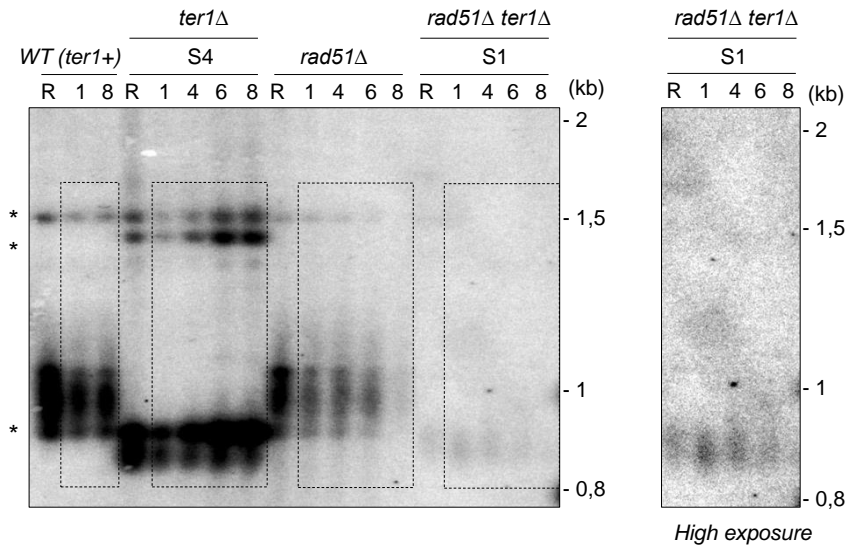 ter1Δ rad51Δ ter1Δ rad51Δ ter1Δ
WT (ter1+) S4 rad51Δ S1 S1
R 1 8 R 1 4 6 8 R 1 4 6 8 R 1 4 6 8 (kb) R 1 4 6 8 (kb)
- 2 - 2
* - 1,5 - 1,5
*
- 1 - 1
*
- 0,8 - 0,8
High exposure